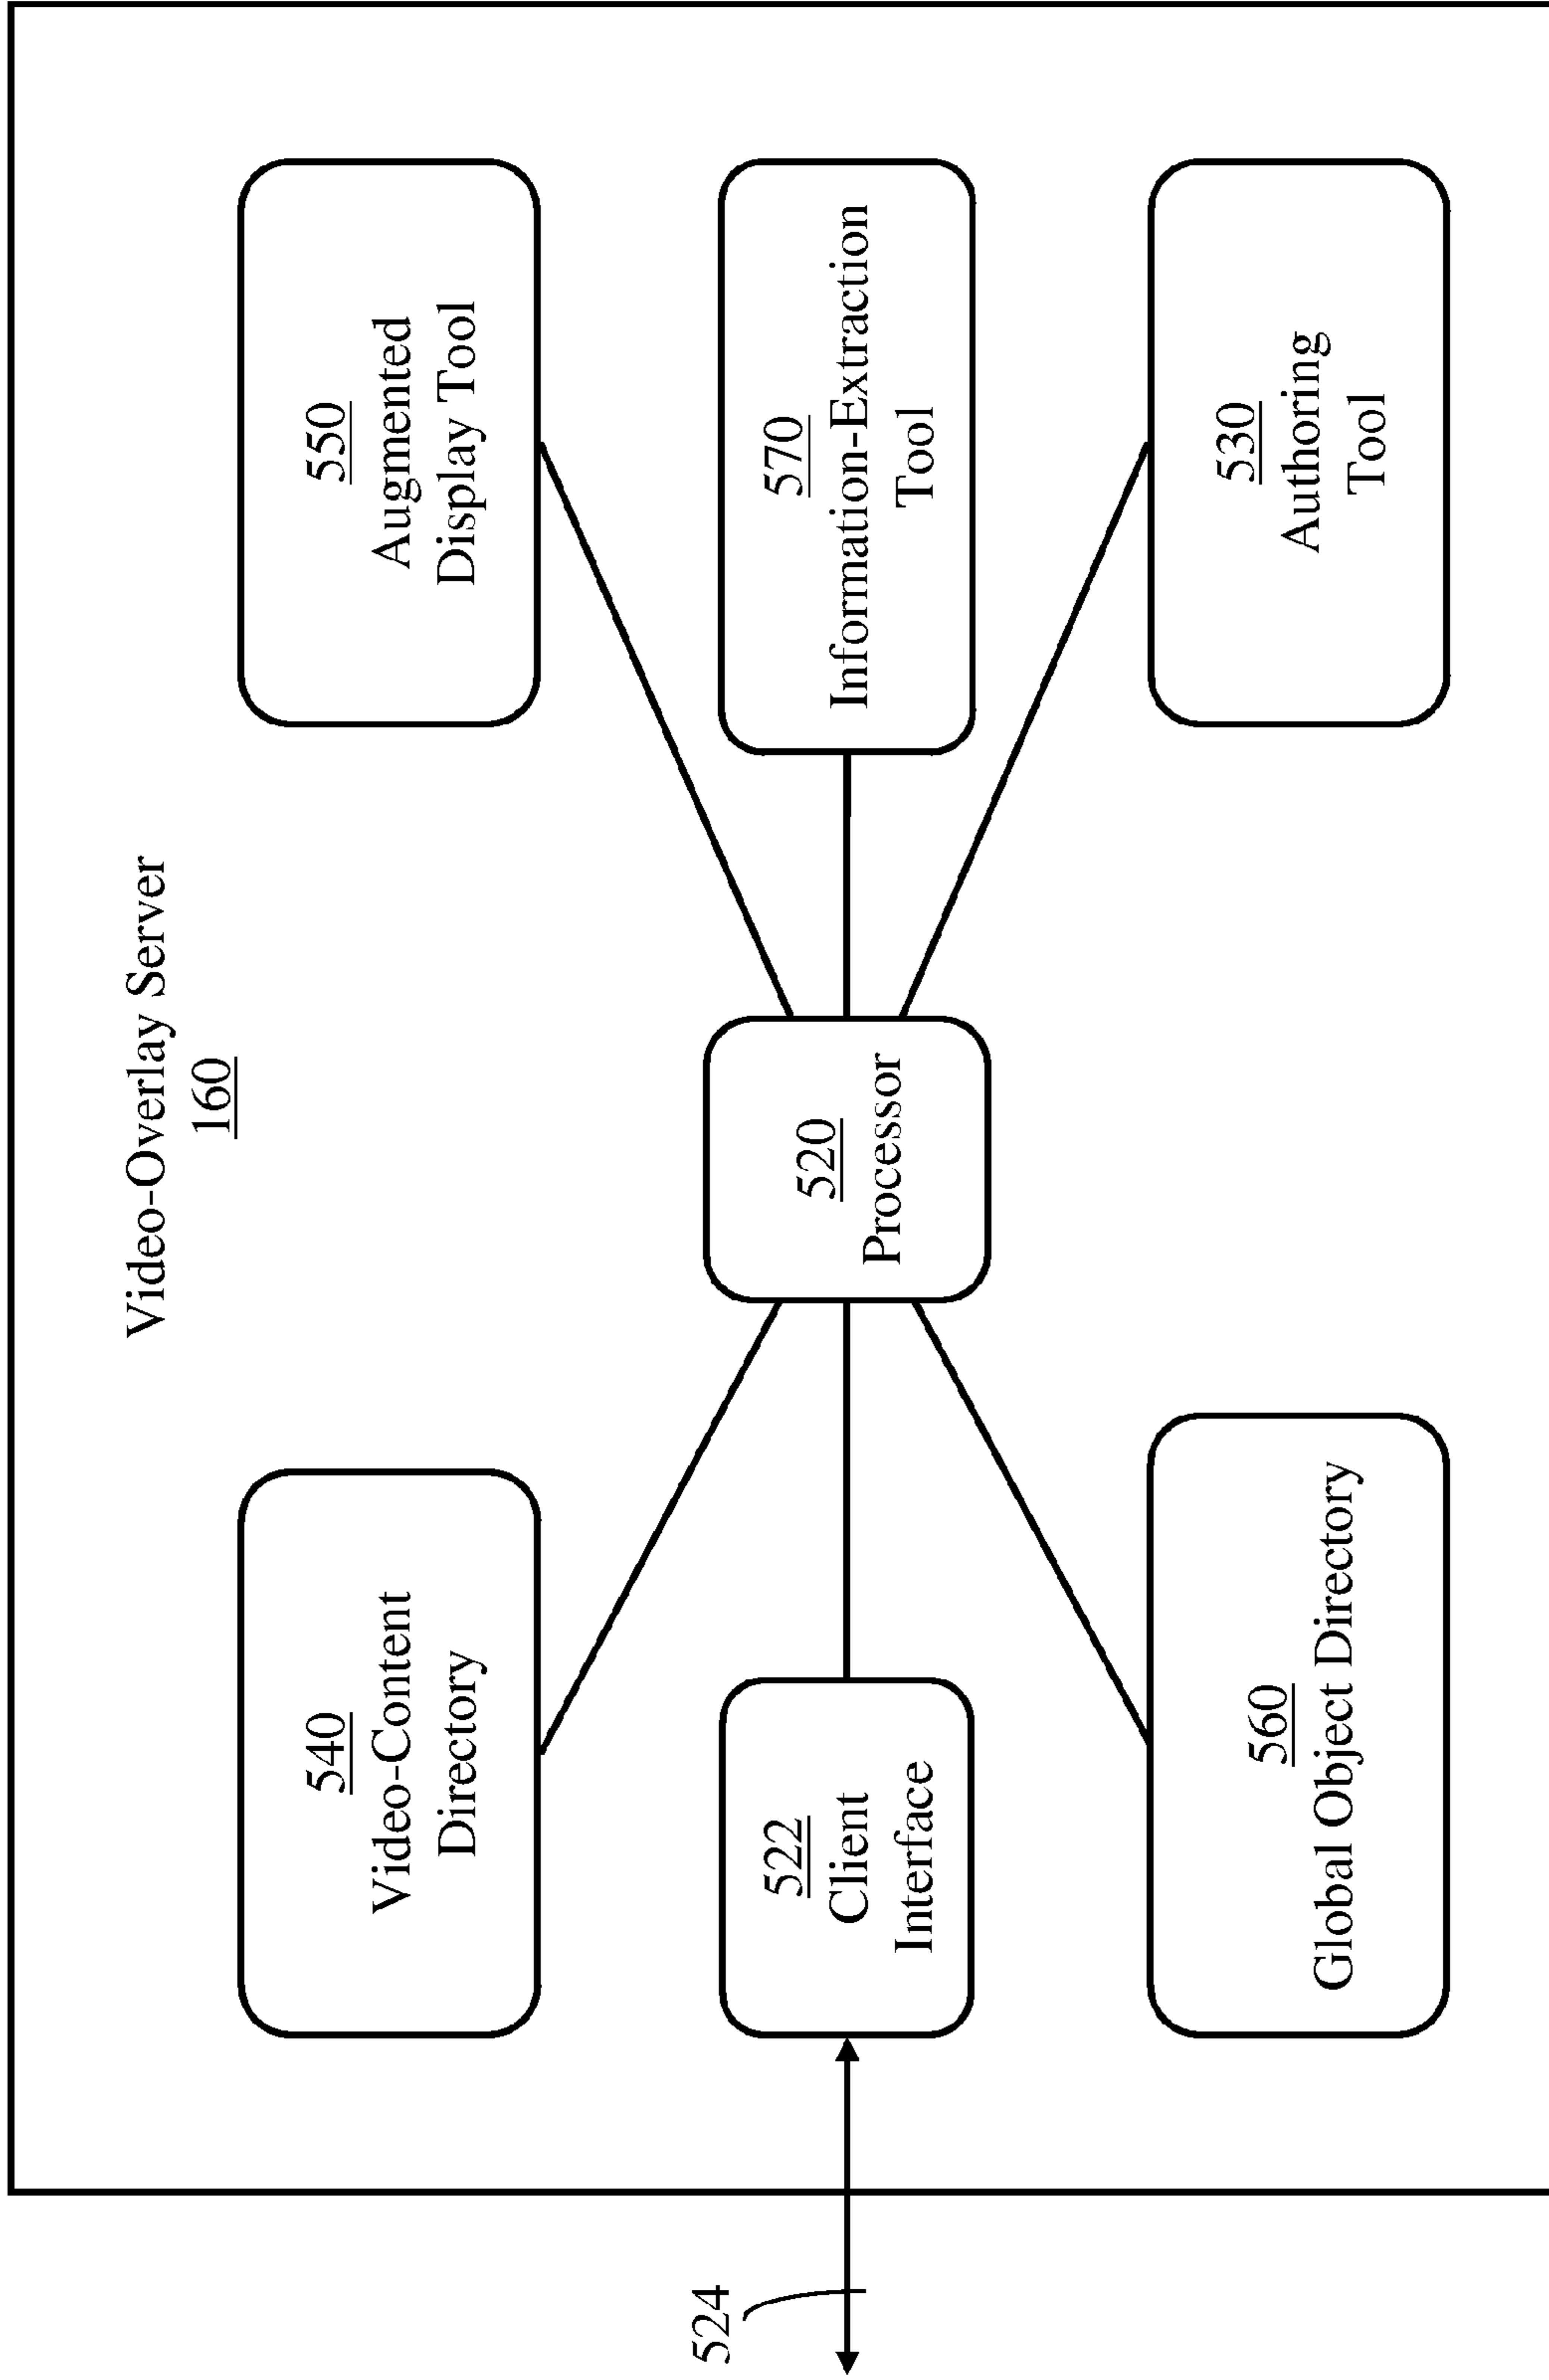 Video-Overlay Server
160
540
Video-Content
Directory
550
Augmented
Display Tool
524
522
Client
Interface
520
Processor
570
Information-Extraction
Tool
560
Global Object Directory
530
Authoring
Tool